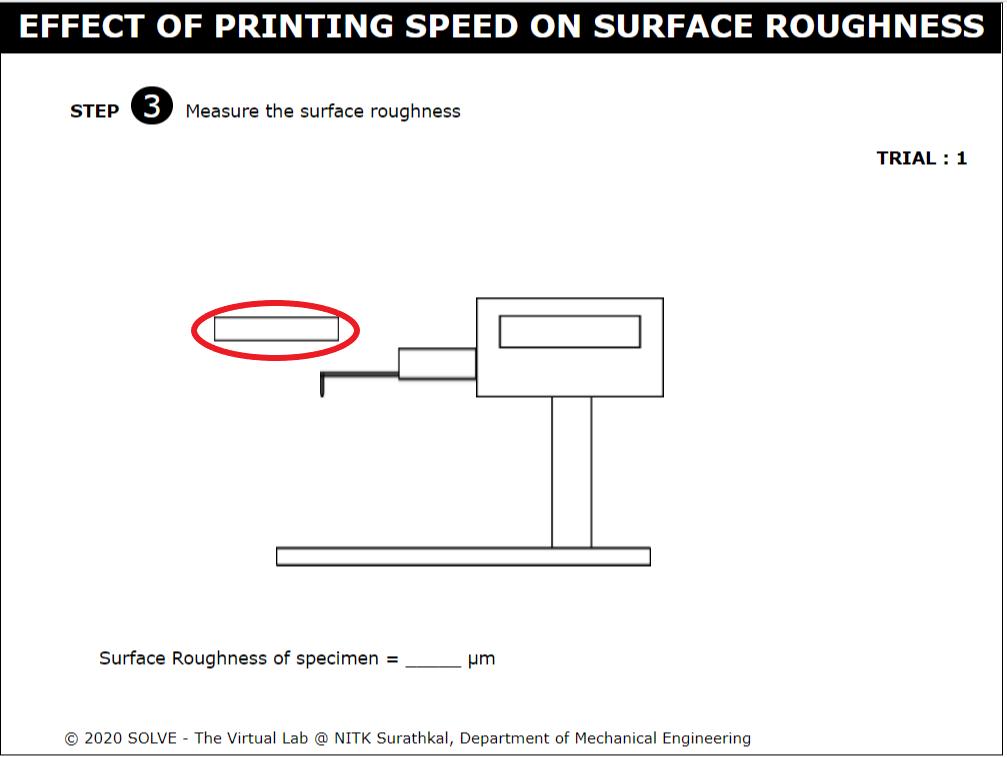 EFFECT OF PRINTING SPEED ON SURFACE ROUGHNESS
STEP 3 Measure the surface roughness
TRIAL : 1
Surface Roughness of specimen = ______ μm
© 2020 SOLVE - The Virtual Lab @ NITK Surathkal, Department of Mechanical Engineering